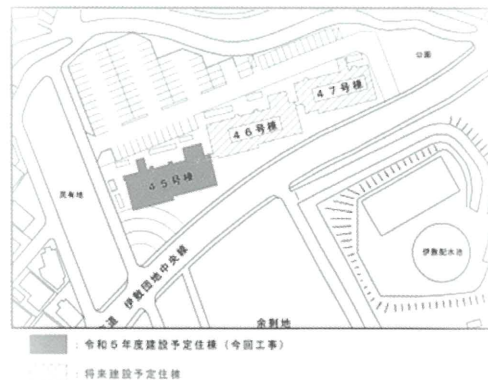 公園
47号棟
46号棟
45号棟
民有地
伊敷配水池
道 伊敷団地中央線
余剰地
：令和5年度建設予定住棟（今回工事）
：将来建設予定住棟